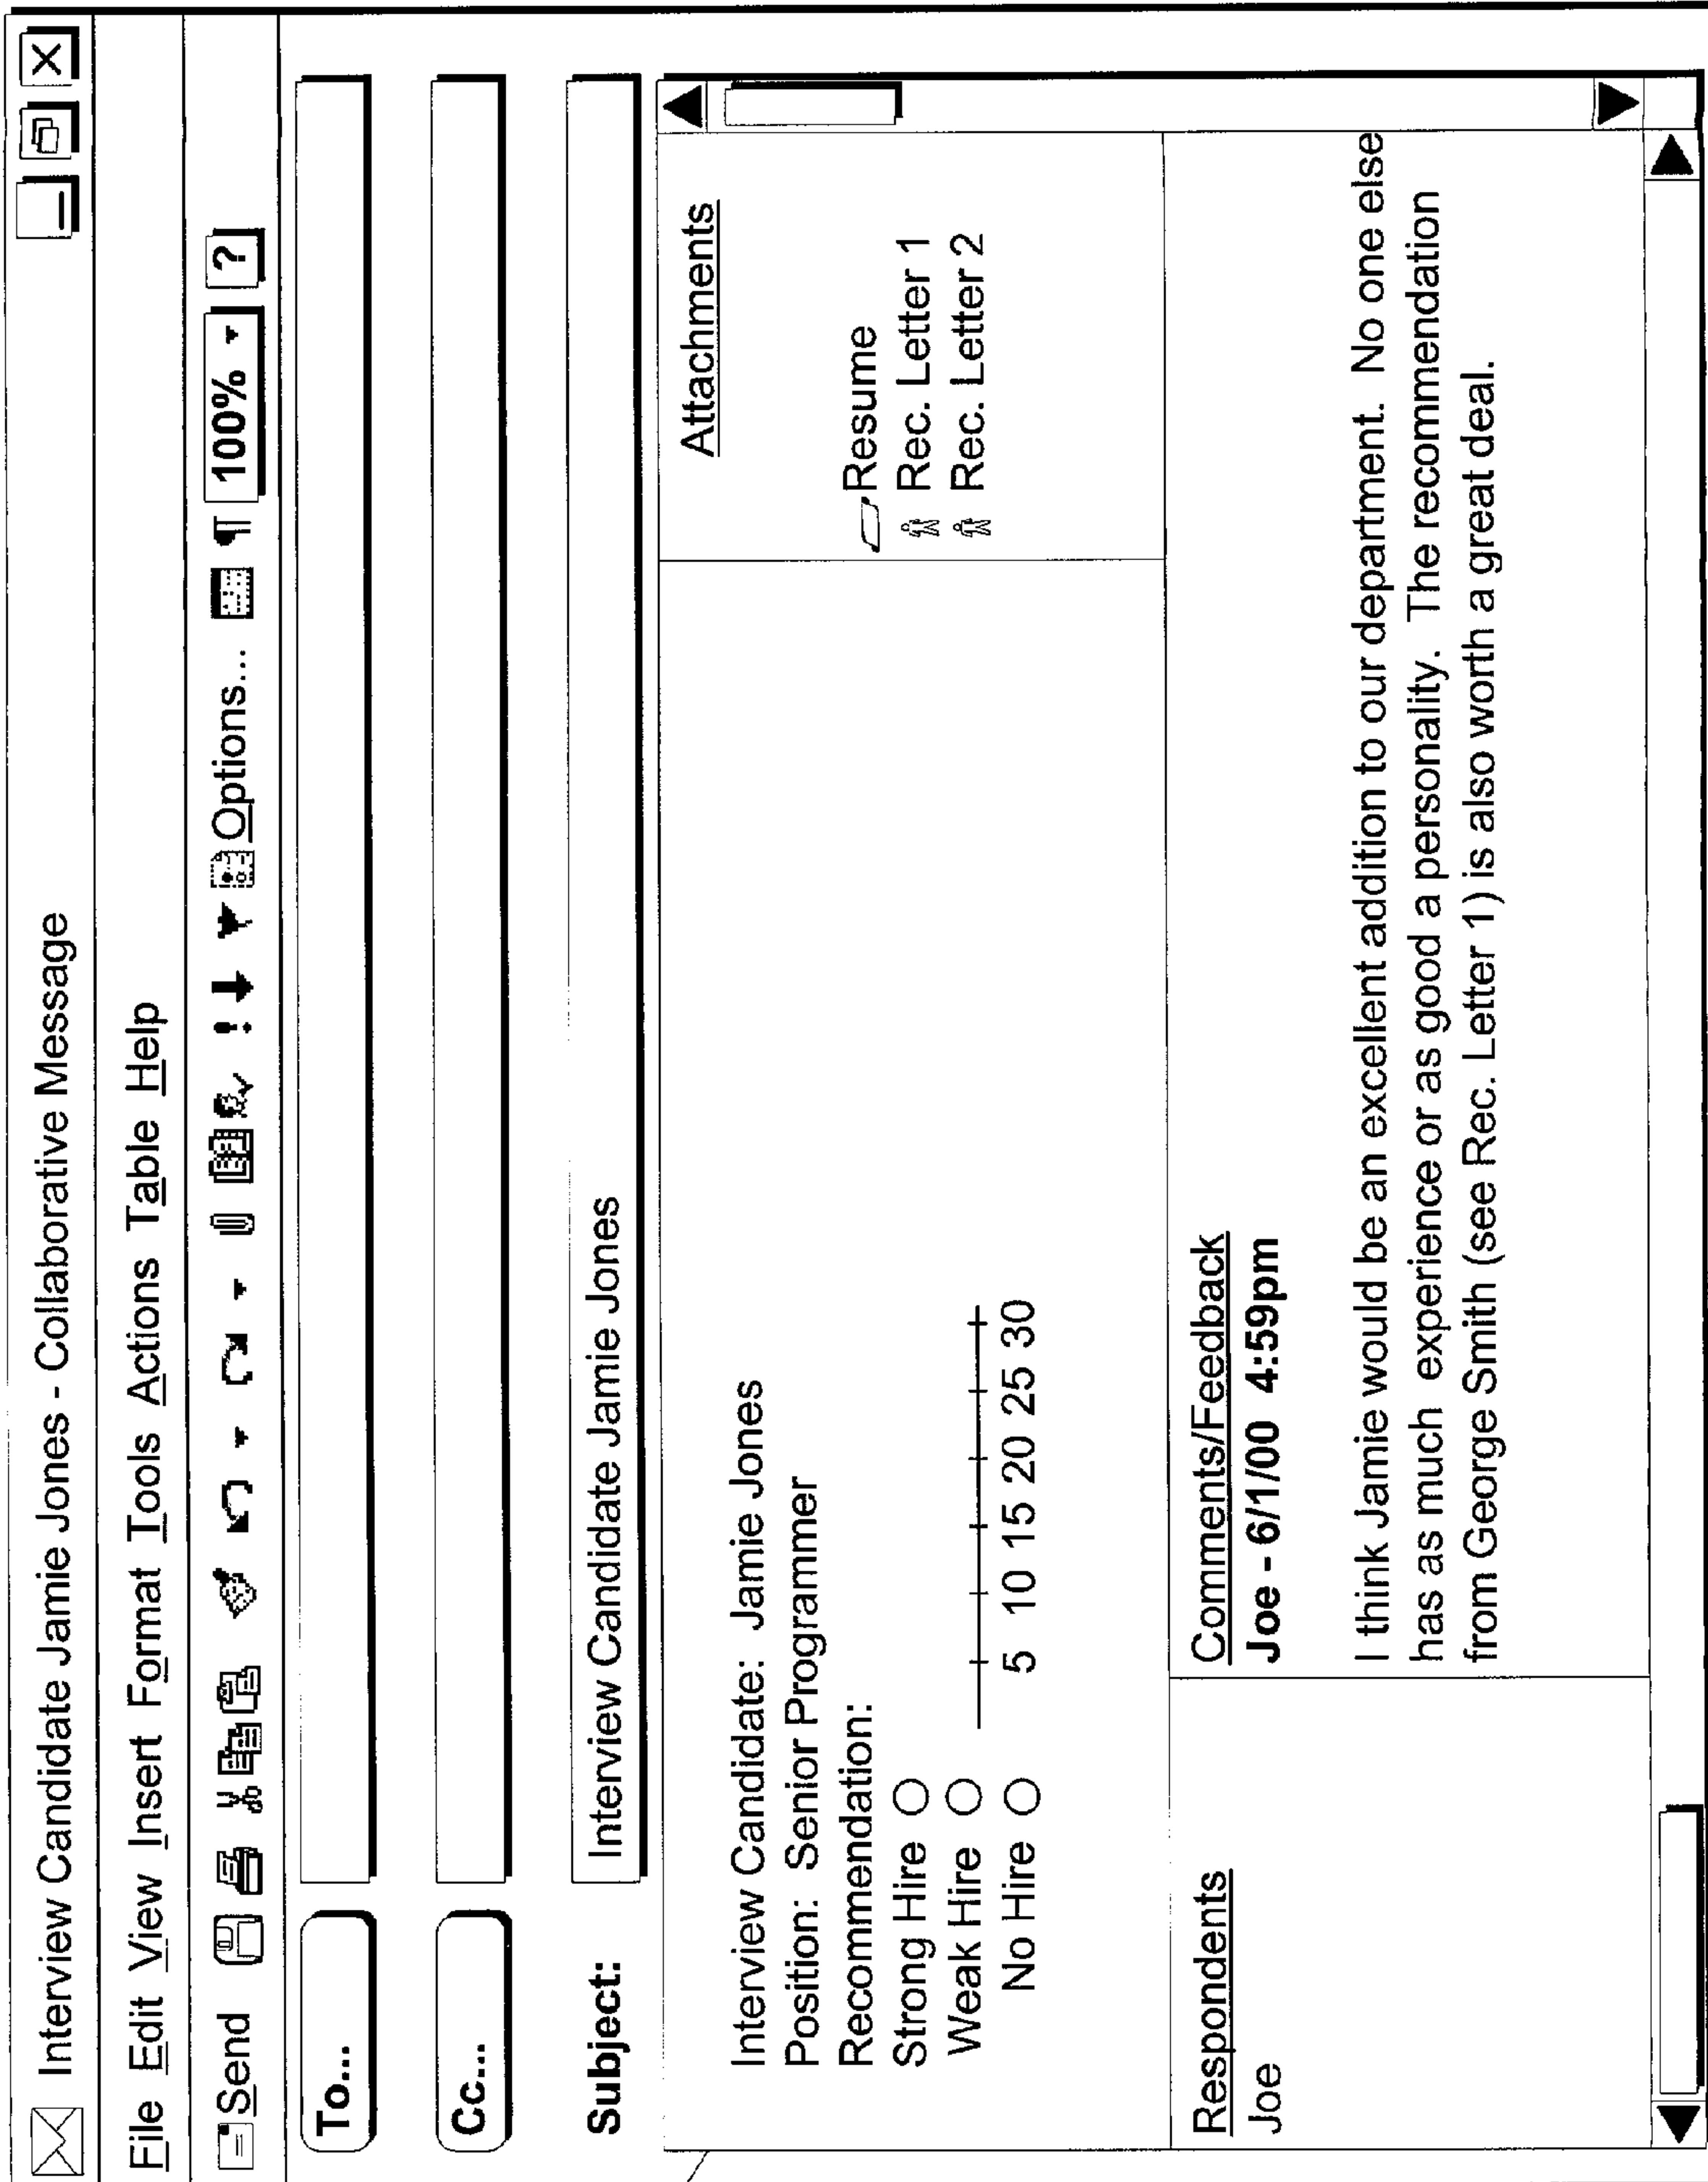 Interview Candidate Jamie Jones - Collaborative Message
File Edit View Insert Format Tools Actions Table Help
Send ! Options... ¶ 100% ?
To...
Cc...
Subject: Interview Candidate Jamie Jones
Interview Candidate: Jamie Jones
Position: Senior Programmer
Recommendation:
Strong Hire
Weak Hire
No Hire
5 10 15 20 25 30
Attachments
Resume
Rec. Letter 1
Rec. Letter 2
Respondents
Joe
Comments/Feedback
Joe - 6/1/00 4:59pm
I think Jamie would be an excellent addition to our department. No one else
has as much experience or as good a personality. The recommendation
from George Smith (see Rec. Letter 1) is also worth a great deal.